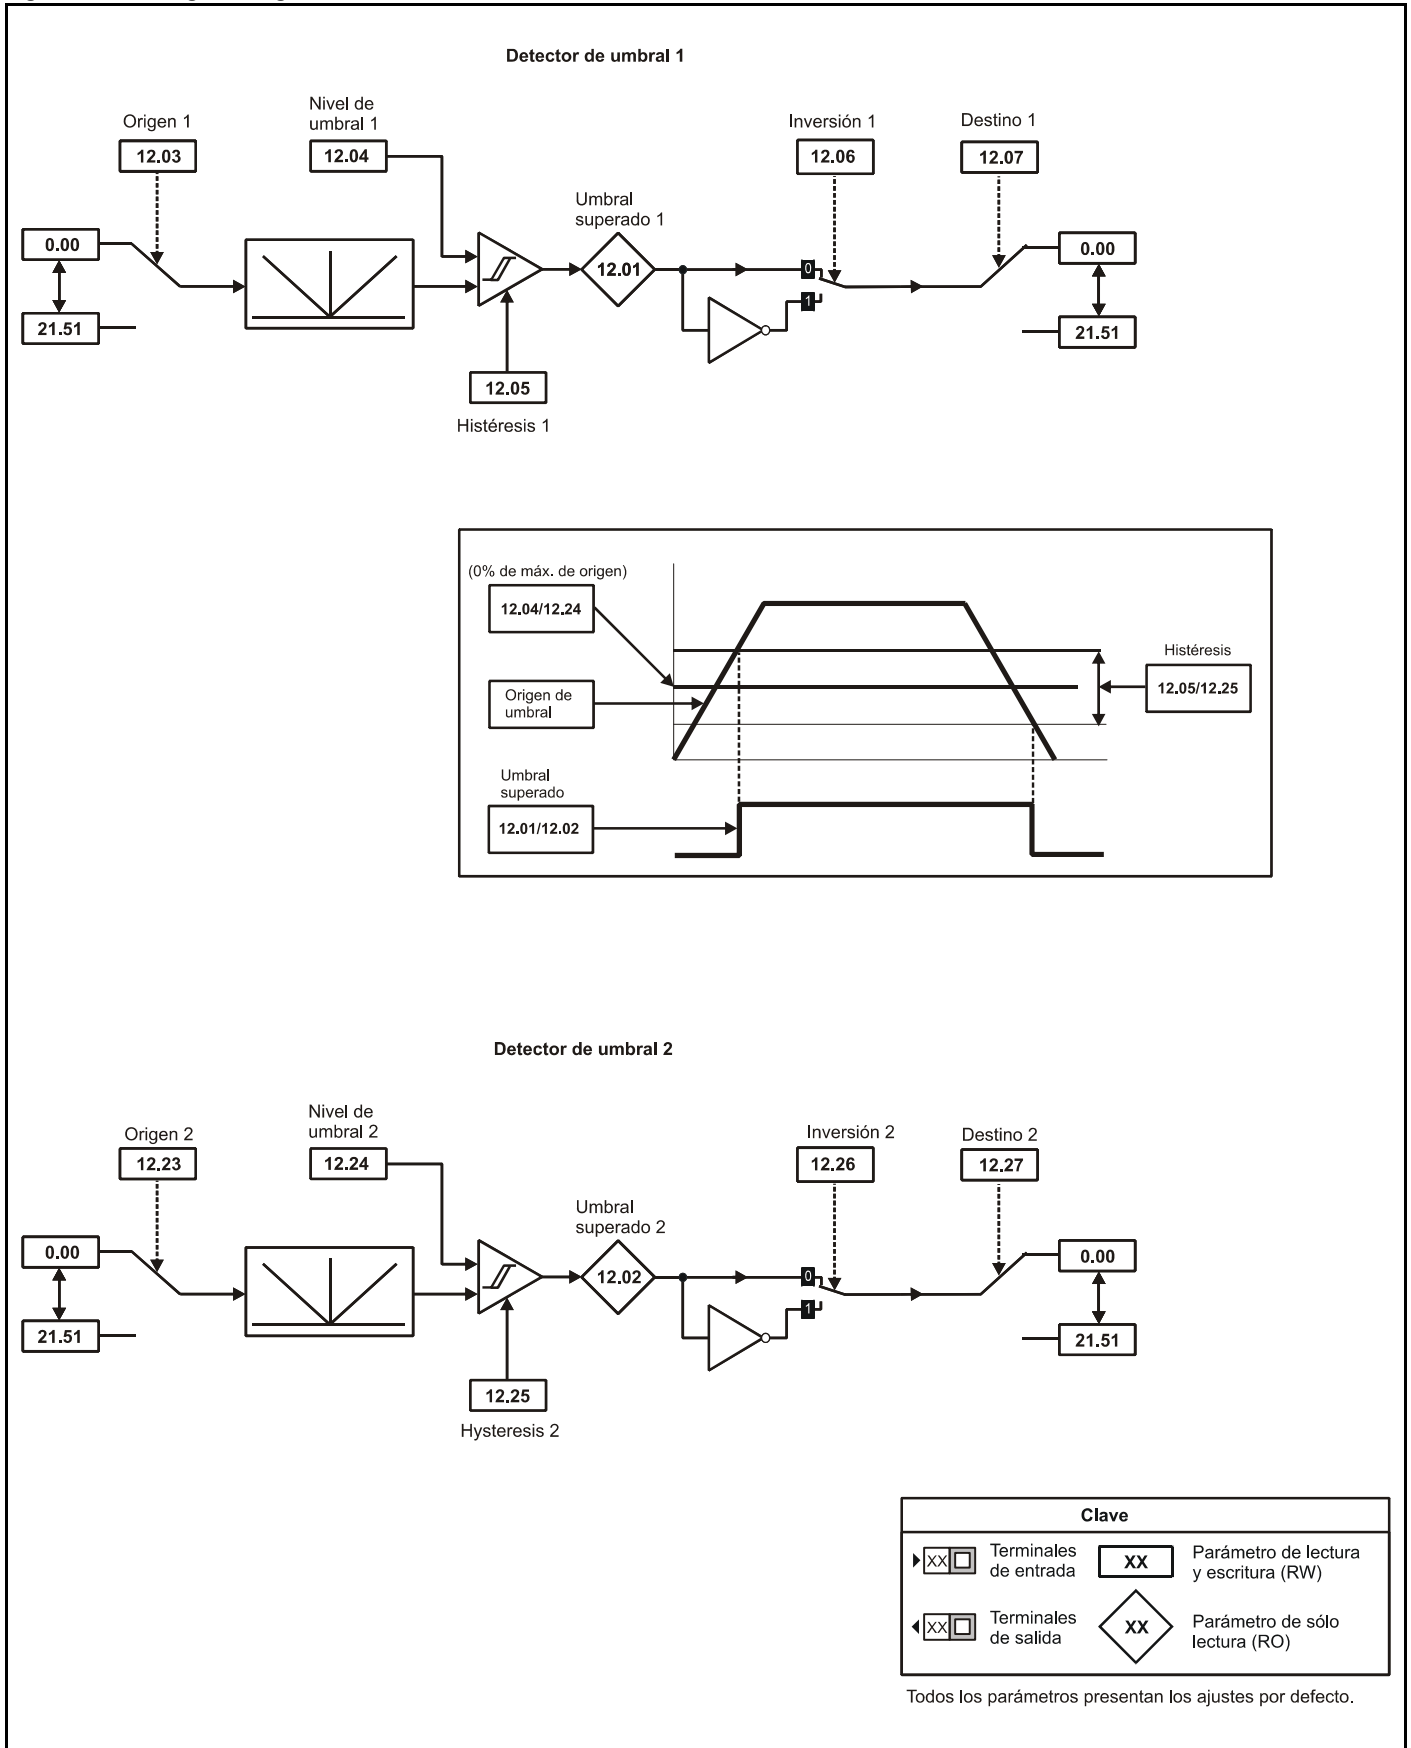 Detector de umbral 1
Origen 1
12.03
Nivel de
umbral 1
12.04
Inversión 1
12.06
Destino 1
12.07
Umbral
superado 1
12.01
0.00
21.51
0
1
0.00
21.51
12.05
Histéresis 1
(0% de máx. de origen)
12.04/12.24
Origen de
umbral
Histéresis
12.05/12.25
Umbral
superado
12.01/12.02
Detector de umbral 2
Origen 2
12.23
Nivel de
umbral 2
12.24
Inversión 2
12.26
Destino 2
12.27
Umbral
superado 2
12.02
0.00
21.51
0
1
0.00
21.51
12.25
Hysteresis 2
Clave
XX
Terminales
de entrada
XX
Parámetro de lectura
y escritura (RW)
XX
Terminales
de salida
XX
Parámetro de sólo
lectura (RO)
Todos los parámetros presentan los ajustes por defecto.